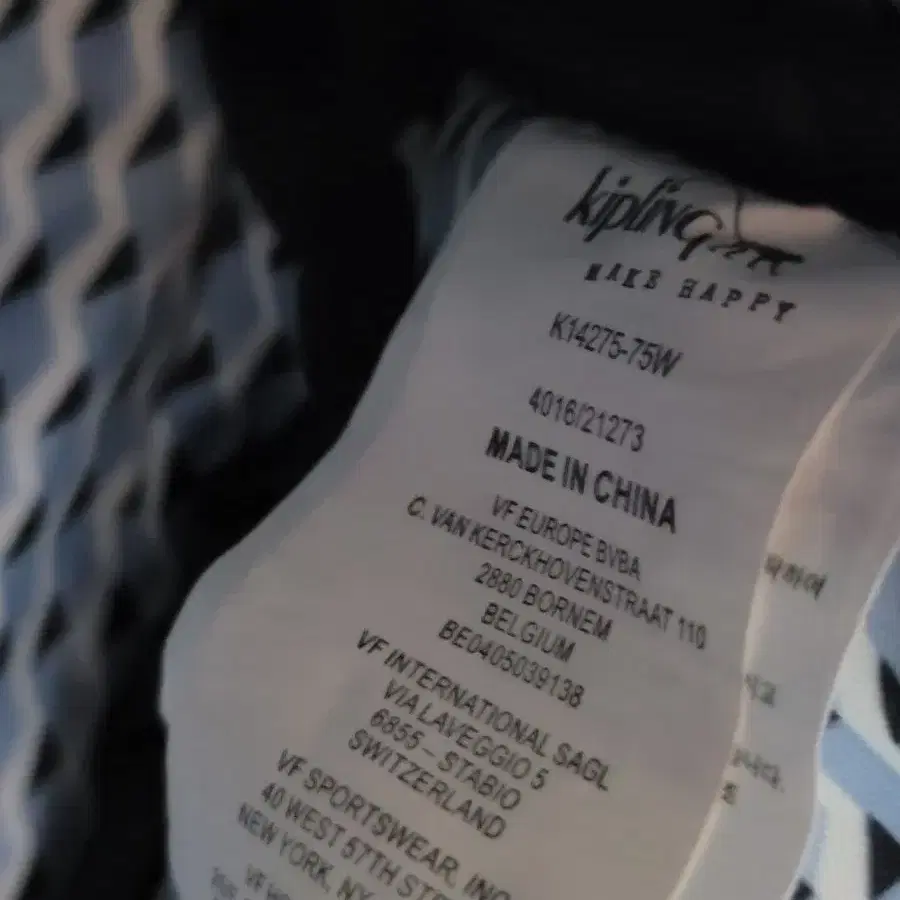 kipling
MAKE HAPPY
K14275-75W
4016/21273
MADE IN CHINA
VF EUROPE BVBA
C. VAN KERCKHOVENSTRAAT 110
2880 BORNEM
BELGIUM
BE0405039138
VF INTERNATIONAL SAGL
VIA LAVEGGIO 5
6855 – STABIO
SWITZERLAND
VF SPORTSWEAR, INC
40 WEST 57TH
NEW YORK, NY
VF